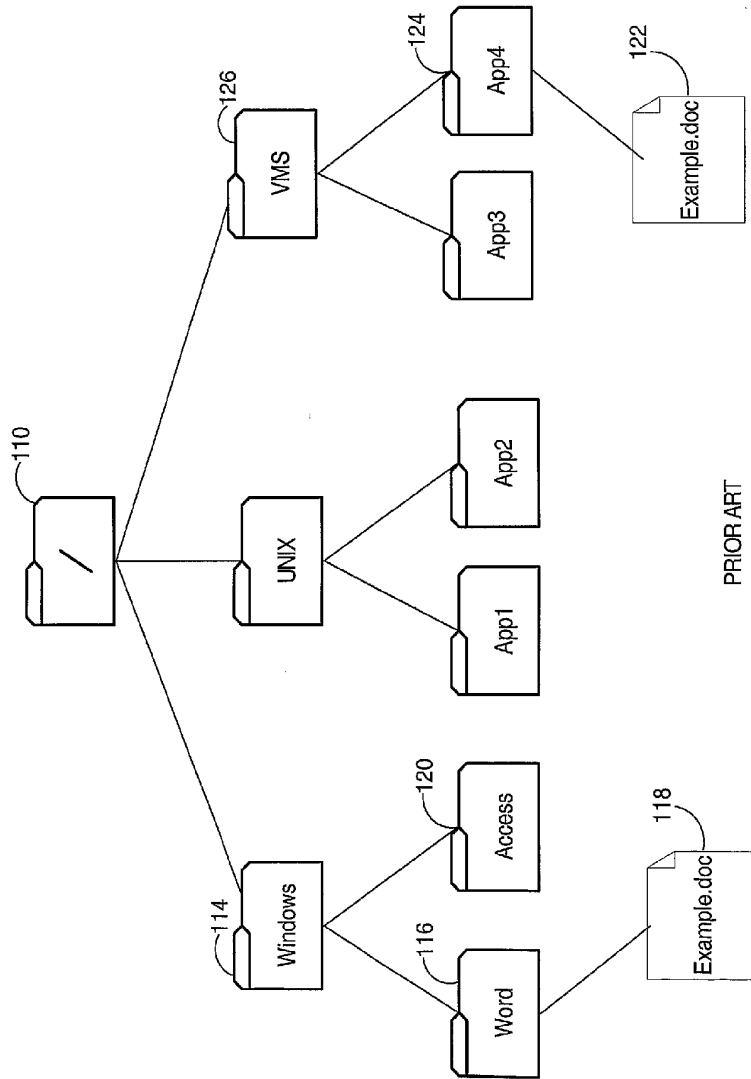 110
/
114
Windows
UNIX
126
VMS
116
Word
120
Access
App1
App2
App3
124
App4
118
Example.doc
122
Example.doc
PRIOR ART